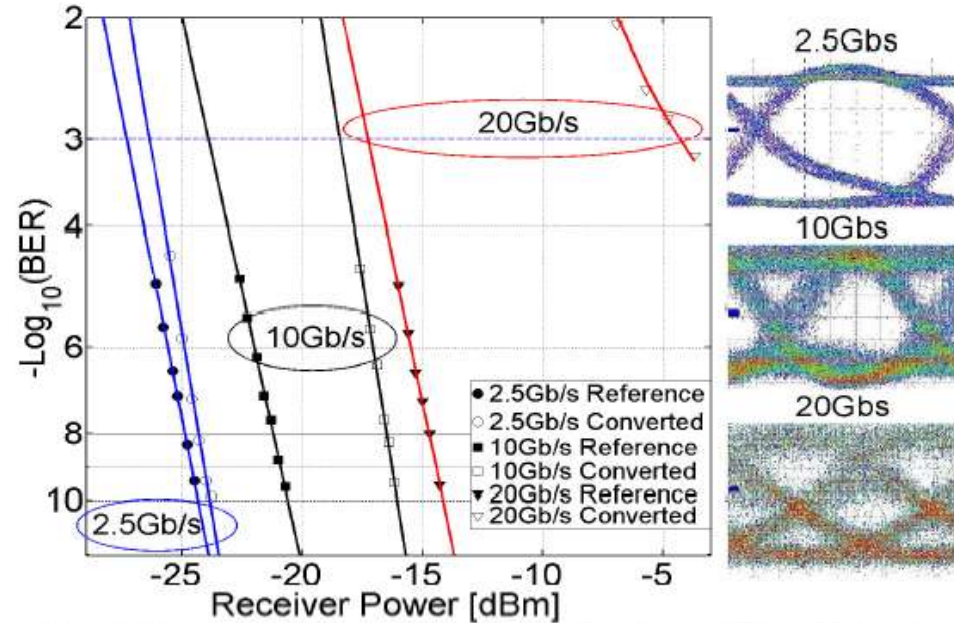 2
3
4
6
8
10
-Log10(BER)
-25
-20
-15
-10
-5
Receiver Power [dBm]
20Gb/s
10Gb/s
2.5Gb/s
2.5Gb/s Reference
2.5Gb/s Converted
10Gb/s Reference
10Gb/s Converted
20Gb/s Reference
20Gb/s Converted
2.5Gbs
10Gbs
20Gbs